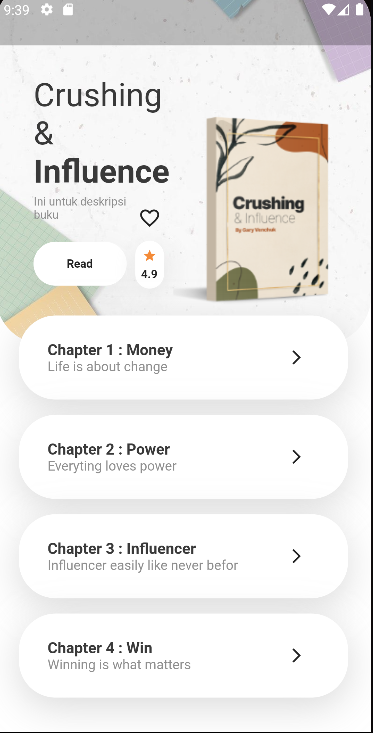 9:39
Crushing
&
Influence
Ini untuk deskripsi
buku
Read
4.9
Crushing
& Influence
By Gary Venchuk
Chapter 1 : Money
Life is about change
Chapter 2 : Power
Everyting loves power
Chapter 3 : Influencer
Influencer easily like never befor
Chapter 4 : Win
Winning is what matters